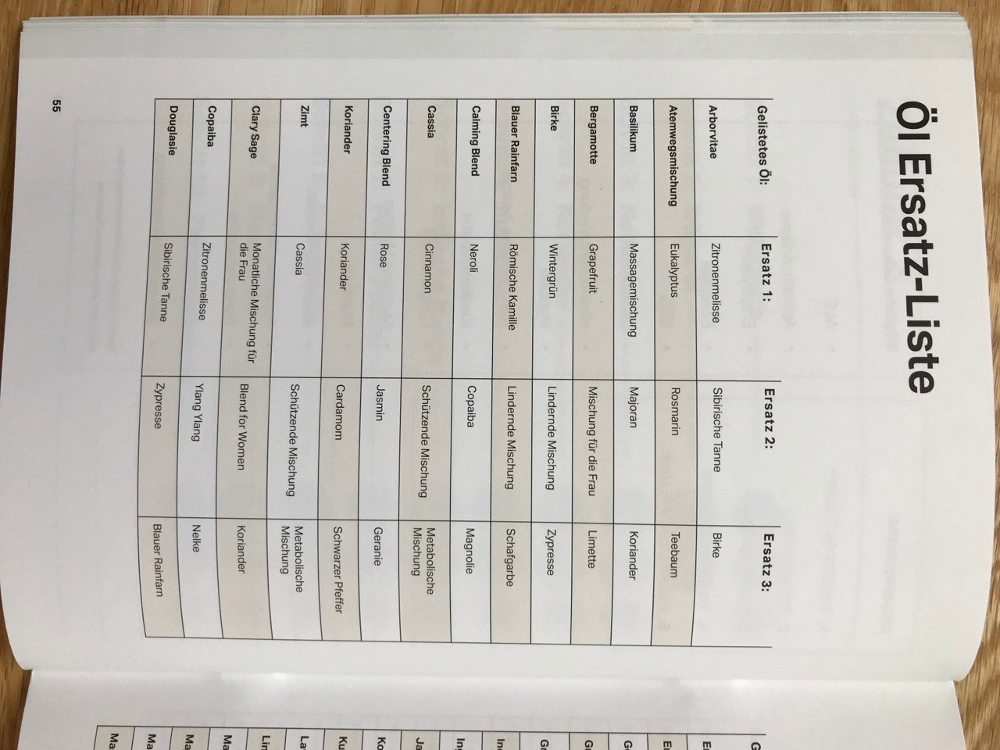 Öl Ersatz-Liste
Gelistetes Öl: Ersatz 1: Ersatz 2: Ersatz 3:
Arborvitae Zitronenmelisse Sibirische Tanne Birke
Atemwegsmischung Eukalyptus Rosmarin Teebaum
Basilikum Massagemischung Majoran Koriander
Bergamotte Grapefruit Mischung für die Frau Limette
Birke Wintergrün Lindernde Mischung Zypresse
Blauer Rainfarn Römische Kamille Lindernde Mischung Schafgarbe
Calming Blend Neroli Copaiba Magnolie
Cassia Cinnamon Schützende Mischung Metabolische
Mischung
Centering Blend Rose Jasmin Geranie
Koriander Koriander Cardamom Schwarzer Pfeffer
Zimt Cassia Schützende Mischung Metabolische
Mischung
Clary Sage Monatliche Mischung für Blend for Women Koriander
die Frau
Copaiba Zitronenmelisse Ylang Ylang Nelke
Douglasie Sibirische Tanne Zypresse Blauer Rainfarn
55